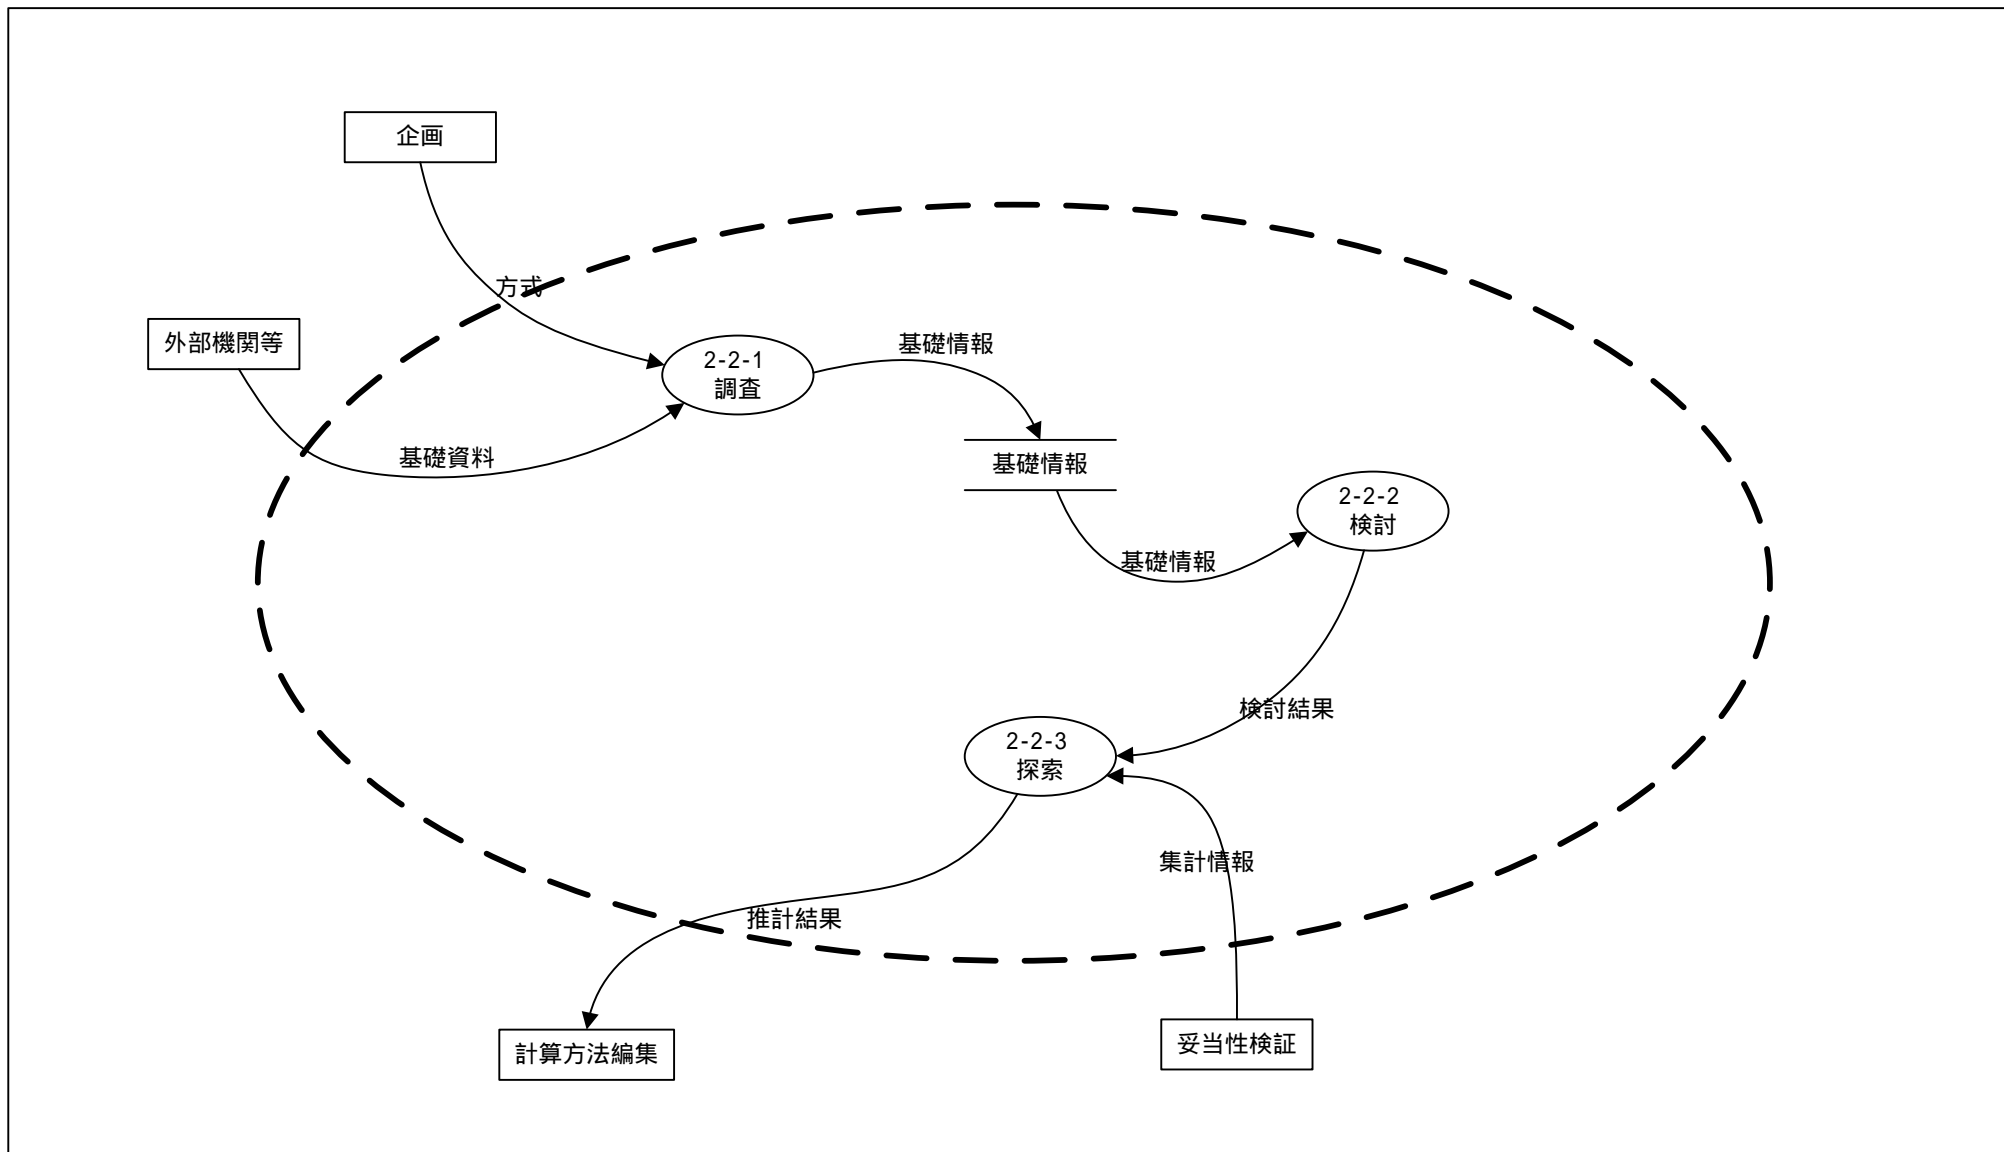 企画
方式
外部機関等
2-2-1
調査
基礎情報
基礎資料
基礎情報
2-2-2
検討
基礎情報
検討結果
2-2-3
探索
集計情報
推計結果
計算方法編集
妥当性検証